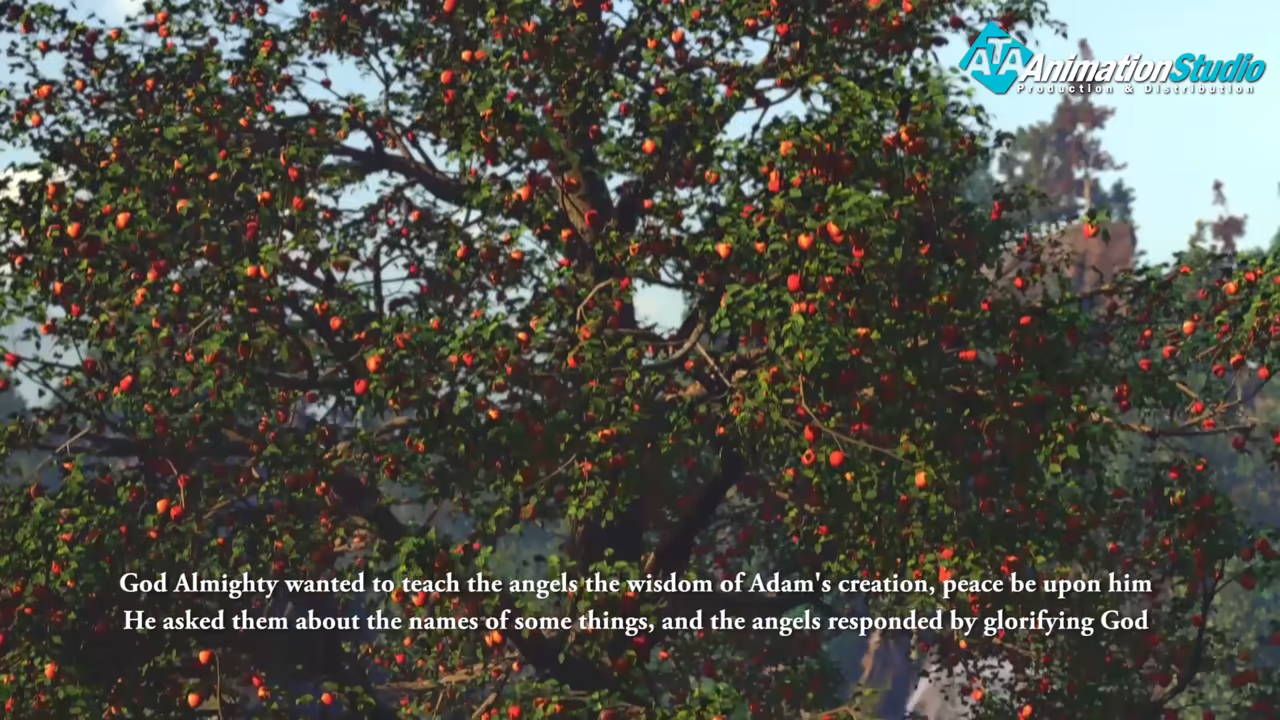 ATA AnimationStudio
Production & Distribution
God Almighty wanted to teach the angels the wisdom of Adam's creation, peace be upon him
He asked them about the names of some things, and the angels responded by glorifying God